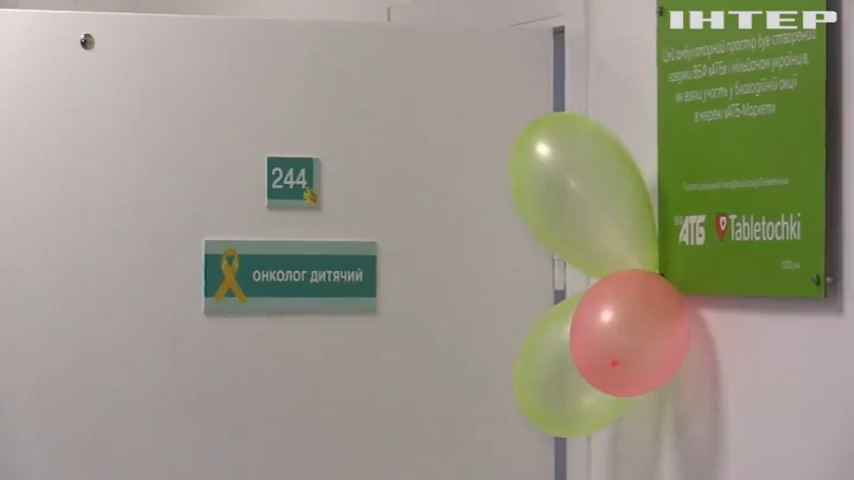 ІНТЕР
Цей амбулаторний простір був створений
завдяки ВБФ «АТБ» і мільйонам українців,
які взяли участь у благодійній акції
в мережі «АТБ-Маркет»
АТБ Tabletochki
244
ОНКОЛОГ ДИТЯЧИЙ